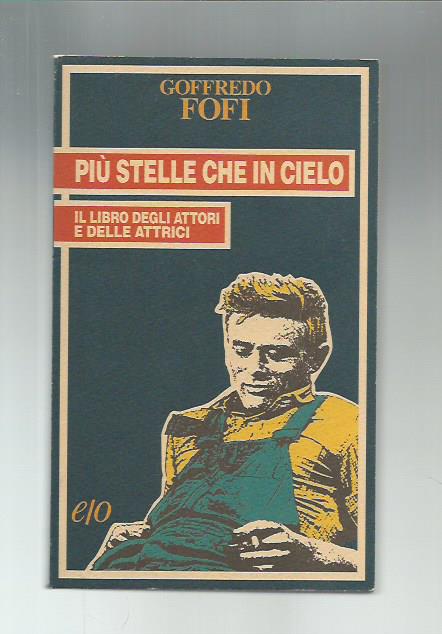 GOFFREDO
FOFI
PIÙ STELLE CHE IN CIELO
IL LIBRO DEGLI ATTORI
E DELLE ATTRICI
e/o